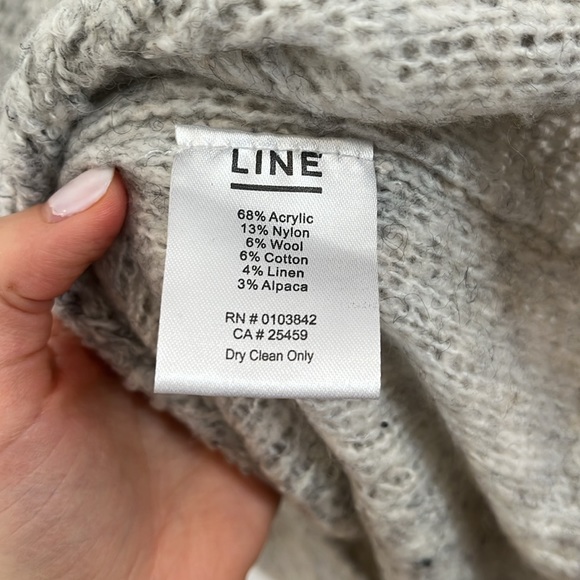 LINE
68% Acrylic
13% Nylon
6% Wool
6% Cotton
4% Linen
3% Alpaca
RN # 0103842
CA # 25459
Dry Clean Only